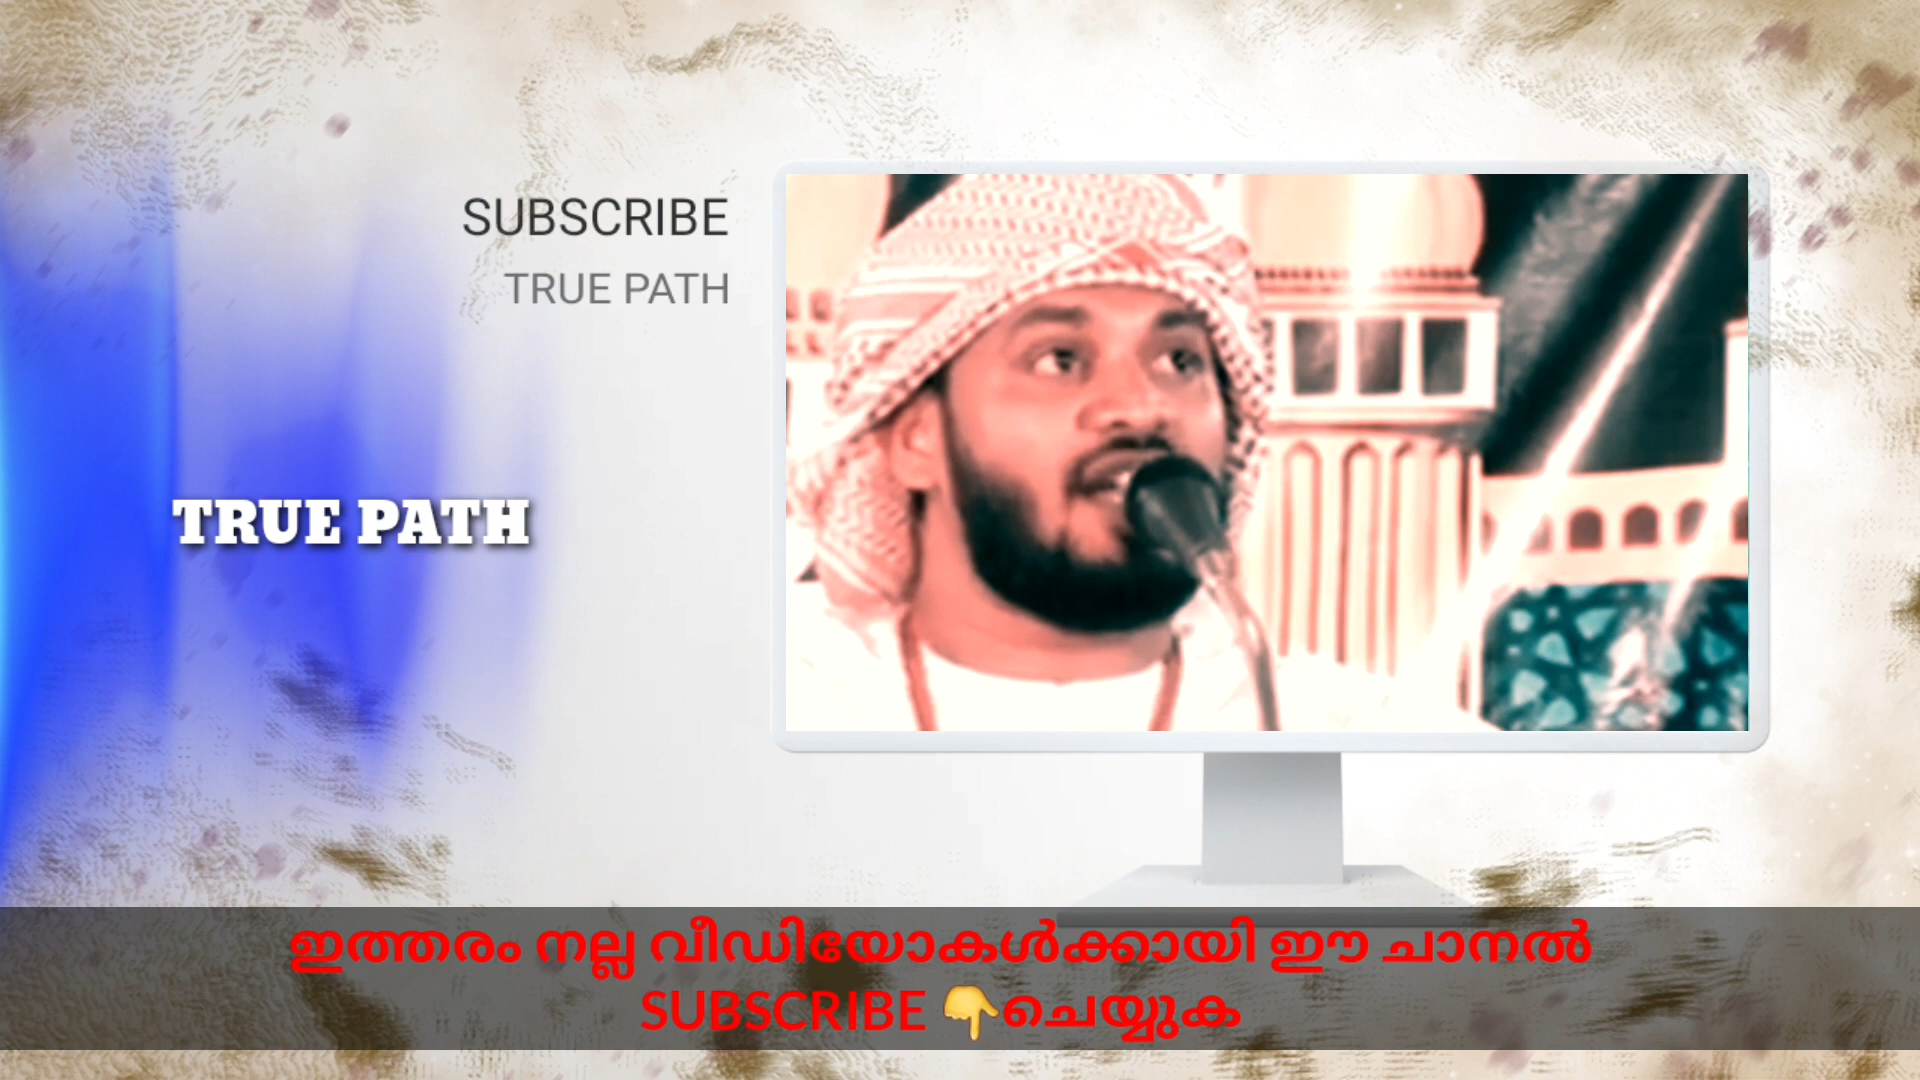 SUBSCRIBE
TRUE PATH
TRUE PATH
ഇത്തരം നല്ല വീഡിയോകൾക്കായി ഈ ചാനൽ
SUBSCRIBE 👇ചെയ്യുക